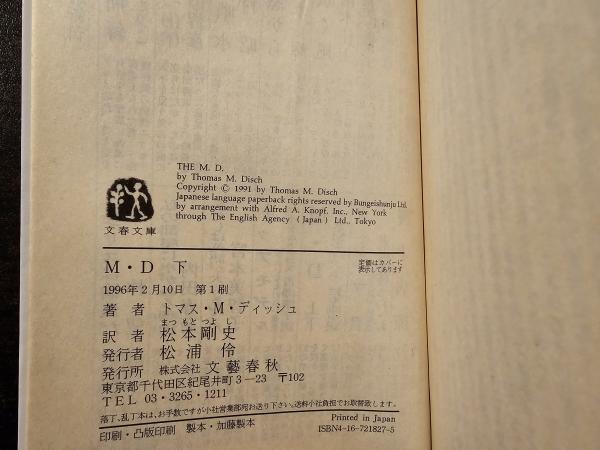 THE M. D.
by Thomas M. Disch
Copyright © 1991 by Thomas M. Disch
Japanese language paperback rights reserved by Bungeishunju Ltd.
by arrangement with Alfred A. Knopf. Inc., New York
through The English Agency (Japan) Ltd., Tokyo
文春文庫
M・D 下
定価はカバーに
表示してあります
1996年2月10日 第1刷
著 者 トマス・M・ディッシュ
まつ もと つよ し
訳 者 松本剛史
発行者 松浦 伶
発行所 株式会社 文藝春秋
東京都千代田区紀尾井町3―23 〒102
TEL 03・3265・1211
落丁、乱丁本は、お手数ですが小社営業部宛お送り下さい。送料小社負担でお取替致します。
印刷・凸版印刷 製本・加藤製本
Printed in Japan
ISBN4-16-721827-5